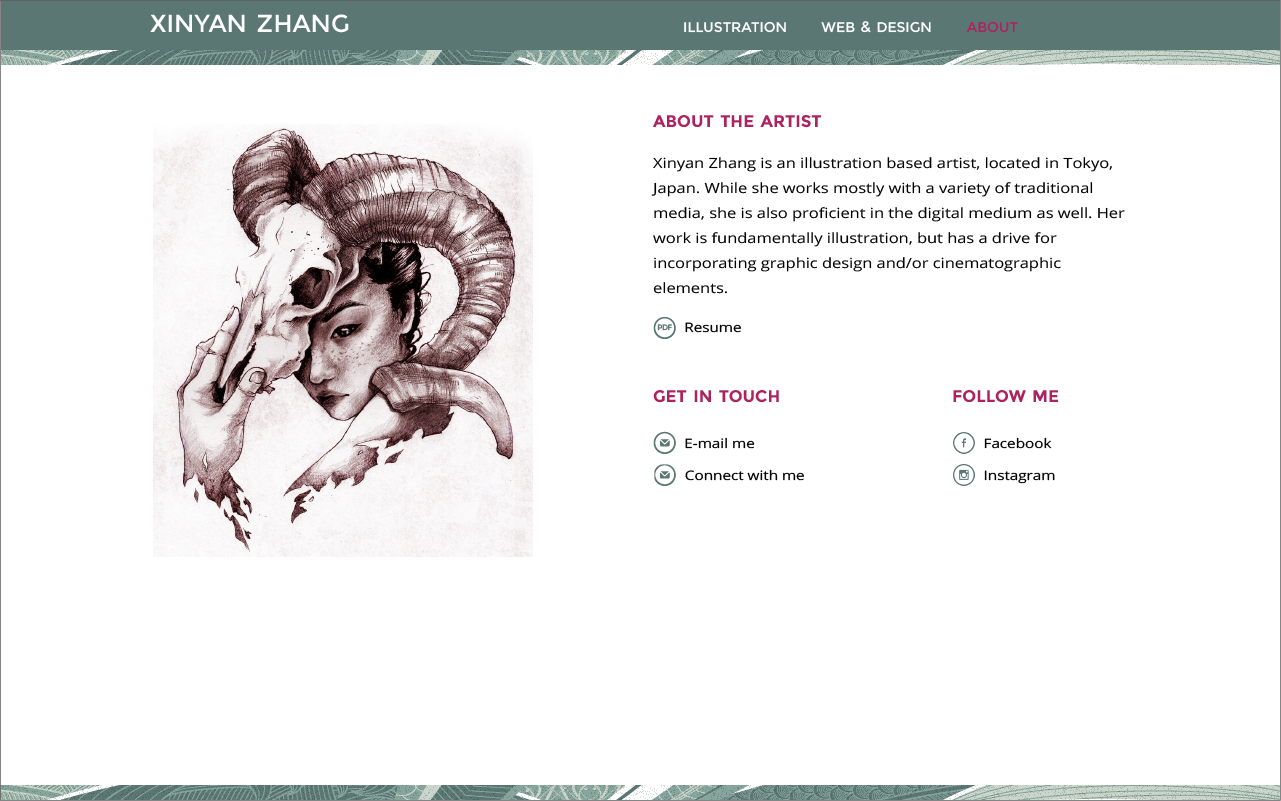 XINYAN ZHANG
ILLUSTRATION
WEB & DESIGN
ABOUT
ABOUT THE ARTIST
Xinyan Zhang is an illustration based artist, located in Tokyo,
Japan. While she works mostly with a variety of traditional
media, she is also proficient in the digital medium as well. Her
work is fundamentally illustration, but has a drive for
incorporating graphic design and/or cinematographic
elements.
PDF Resume
GET IN TOUCH
E-mail me
Connect with me
FOLLOW ME
f Facebook
Instagram